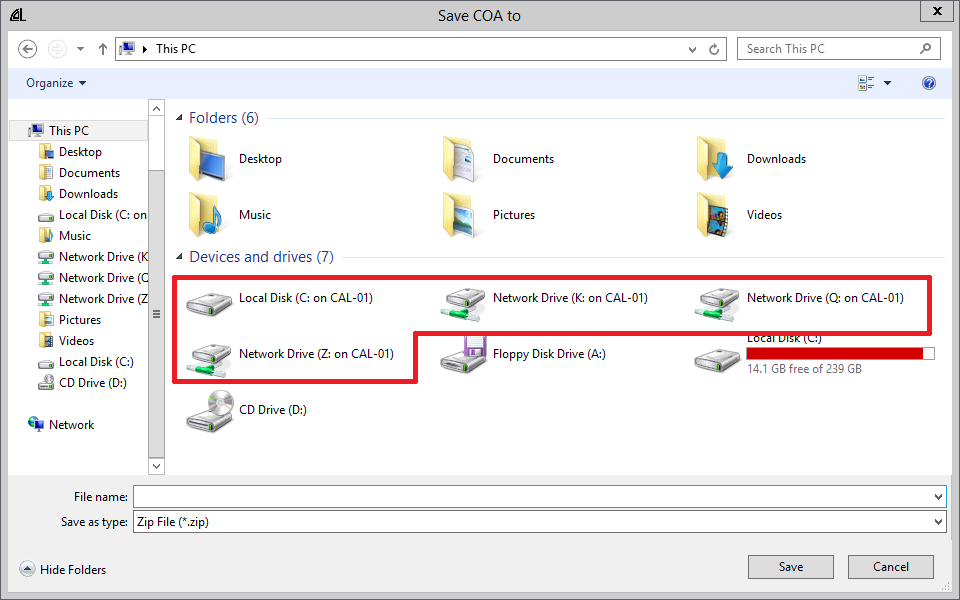 Save COA to
This PC
Search This PC
Organize
This PC
Desktop
Documents
Downloads
Local Disk (C: on
Music
Network Drive (K
Network Drive (Q
Network Drive (Z
Pictures
Videos
Local Disk (C:)
CD Drive (D:)
Network
Folders (6)
Desktop
Documents
Downloads
Music
Pictures
Videos
Devices and drives (7)
Local Disk (C: on CAL-01)
Network Drive (K: on CAL-01)
Network Drive (Q: on CAL-01)
Network Drive (Z: on CAL-01)
Floppy Disk Drive (A:)
Local Disk (C:)
14.1 GB free of 239 GB
CD Drive (D:)
File name:
Save as type: Zip File (*.zip)
Hide Folders
Save
Cancel